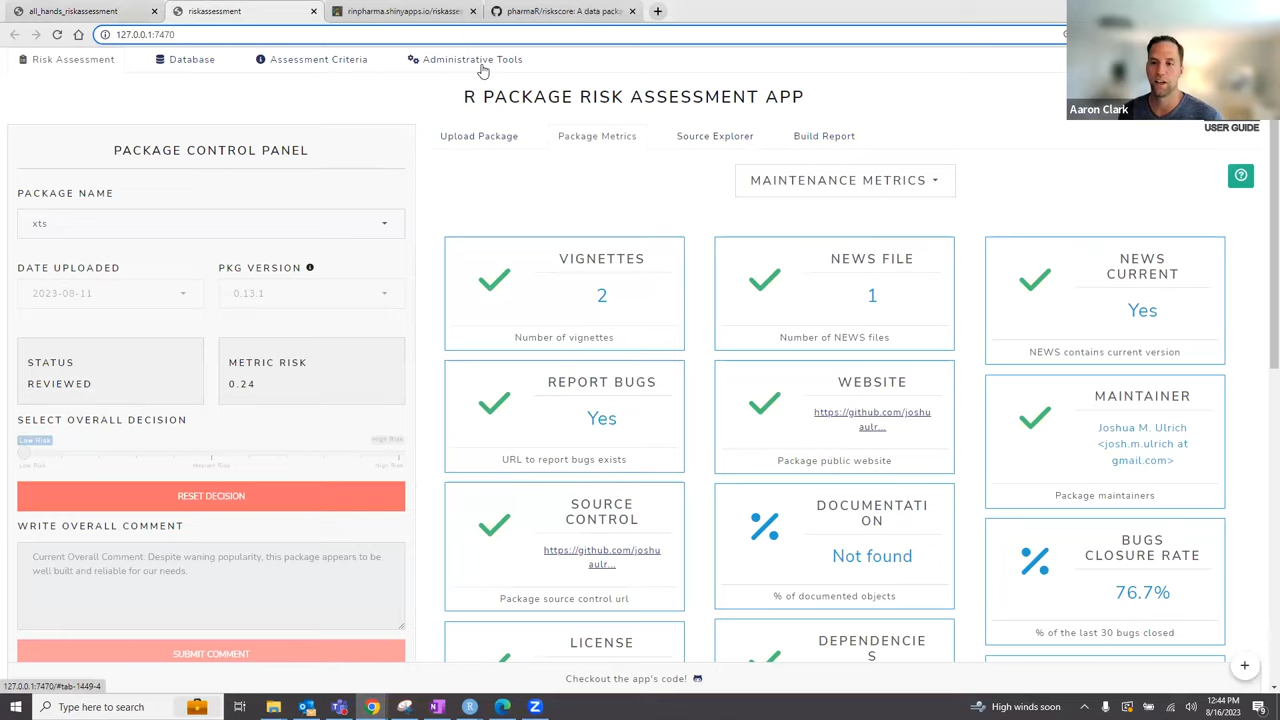 all_hands_riskassessment
riskassessment
rinpharma.shinyapps.io/riskasse
pharmar/riskscore: A data pack
127.0.0.1:7470
Aaron Clark
Risk Assessment
Database
Assessment Criteria
Administrative Tools
R PACKAGE RISK ASSESSMENT APP
USER GUIDE
PACKAGE CONTROL PANEL
PACKAGE NAME
xts
DATE UPLOADED
PKG VERSION
2023-08-11
0.13.1
STATUS
REVIEWED
METRIC RISK
0.24
SELECT OVERALL DECISION
Low Risk
High Risk
Low Risk
Medium Risk
High Risk
RESET DECISION
WRITE OVERALL COMMENT
Current Overall Comment: Despite waning popularity, this package appears to be
well built and reliable for our needs.
SUBMIT COMMENT
Upload Package
Package Metrics
Source Explorer
Build Report
MAINTENANCE METRICS
VIGNETTES
2
Number of vignettes
NEWS FILE
1
Number of NEWS files
NEWS
CURRENT
Yes
NEWS contains current version
REPORT BUGS
Yes
URL to report bugs exists
WEBSITE
https://github.com/joshu
aulr...
Package public website
MAINTAINER
Joshua M. Ulrich
<josh.m.ulrich at
gmail.com>
Package maintainers
SOURCE
CONTROL
https://github.com/joshu
aulr...
Package source control url
DOCUMENTATI
ON
Not found
% of documented objects
BUGS
CLOSURE RATE
76.7%
% of the last 30 bugs closed
LICENSE
DEPENDENCIE
S
Checkout the app's code!
127.0.0.1:7470/#tab-1449-4
Type here to search
High winds soon
12:44 PM
8/16/2023